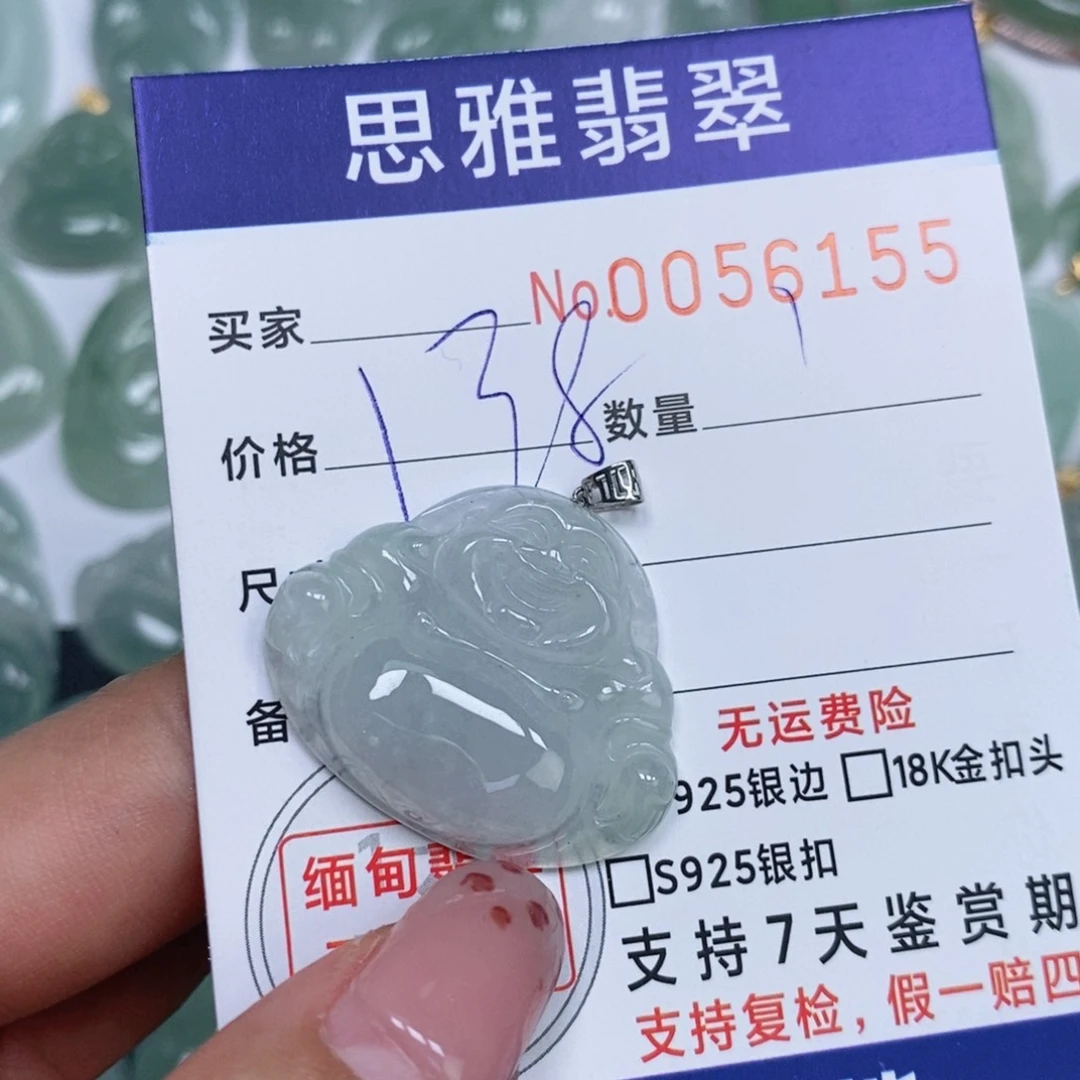 思雅翡翠
买家 No.0056155
价格 138 数量 1
尺
备
无运费险
925银边 □18K金扣头
□S925银扣
缅甸翡
支持7天鉴赏期
支持复检，假一赔四